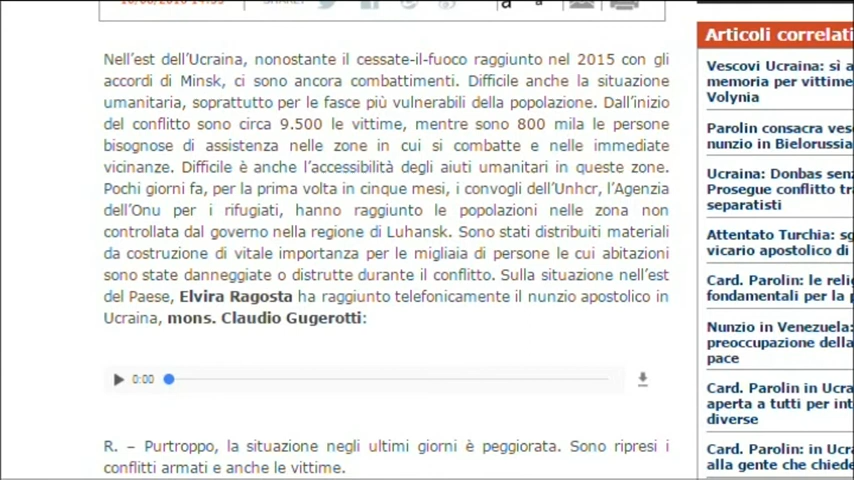 Nell'est dell'Ucraina, nonostante il cessate-il-fuoco raggiunto nel 2015 con gli
accordi di Minsk, ci sono ancora combattimenti. Difficile anche la situazione
umanitaria, soprattutto per le fasce più vulnerabili della popolazione. Dall'inizio
del conflitto sono circa 9.500 le vittime, mentre sono 800 mila le persone
bisognose di assistenza nelle zone in cui si combatte e nelle immediate
vicinanze. Difficile è anche l'accessibilità degli aiuti umanitari in queste zone.
Pochi giorni fa, per la prima volta in cinque mesi, i convogli dell'Unhcr, l'Agenzia
dell'Onu per i rifugiati, hanno raggiunto le popolazioni nelle zona non
controllata dal governo nella regione di Luhansk. Sono stati distribuiti materiali
da costruzione di vitale importanza per le migliaia di persone le cui abitazioni
sono state danneggiate o distrutte durante il conflitto. Sulla situazione nell'est
del Paese, Elvira Ragosta ha raggiunto telefonicamente il nunzio apostolico in
Ucraina, mons. Claudio Gugerotti:
0:00
R. – Purtroppo, la situazione negli ultimi giorni è peggiorata. Sono ripresi i
conflitti armati e anche le vittime.
Articoli correlati
Vescovi Ucraina: sì a
memoria per vittime
Volynia
Parolin consacra
nunzio in Bielorussia
Ucraina: Donbas
Prosegue conflitto
separatisti
Attentato Turchia:
vicario apostolico di
Card. Parolin: le
fondamentali per la
Nunzio in Venezuela:
preoccupazione della
pace
Card. Parolin in
aperta a tutti per
diverse
Card. Parolin: in
alla gente che